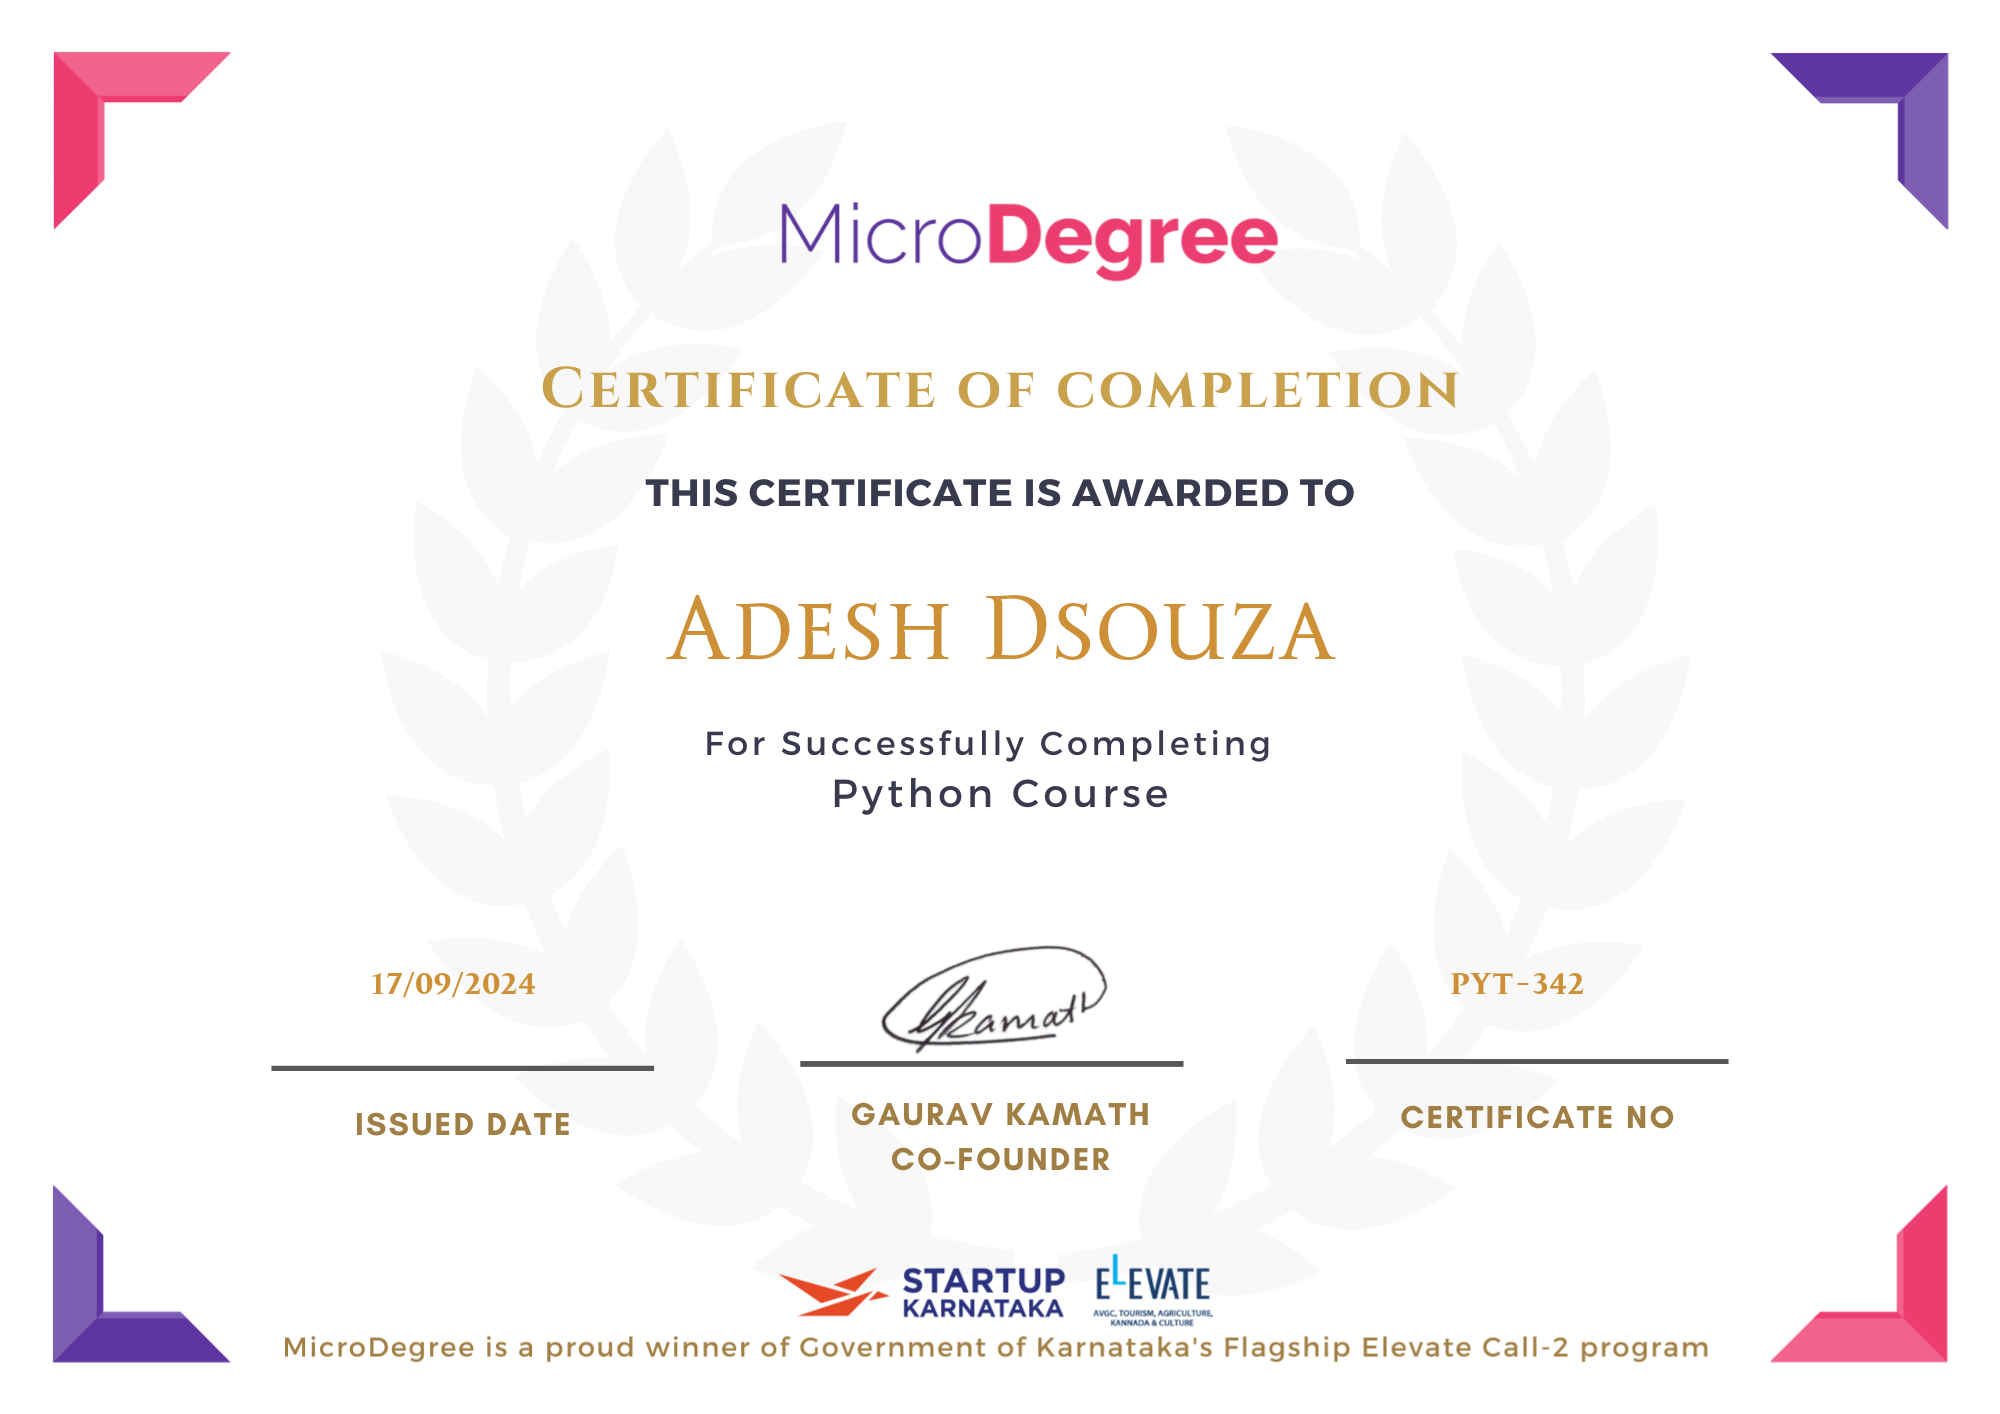 MicroDegree
CERTIFICATE OF COMPLETION
THIS CERTIFICATE IS AWARDED TO
ADESH DSOUZA
For Successfully Completing
Python Course
17/09/2024
GKamath
PYT-342
ISSUED DATE
GAURAV KAMATH
CO-FOUNDER
CERTIFICATE NO
STARTUP
KARNATAKA
ELEVATE
AVGC, TOURISM, AGRICULTURE,
KANNADA & CULTURE
MicroDegree is a proud winner of Government of Karnataka's Flagship Elevate Call-2 program